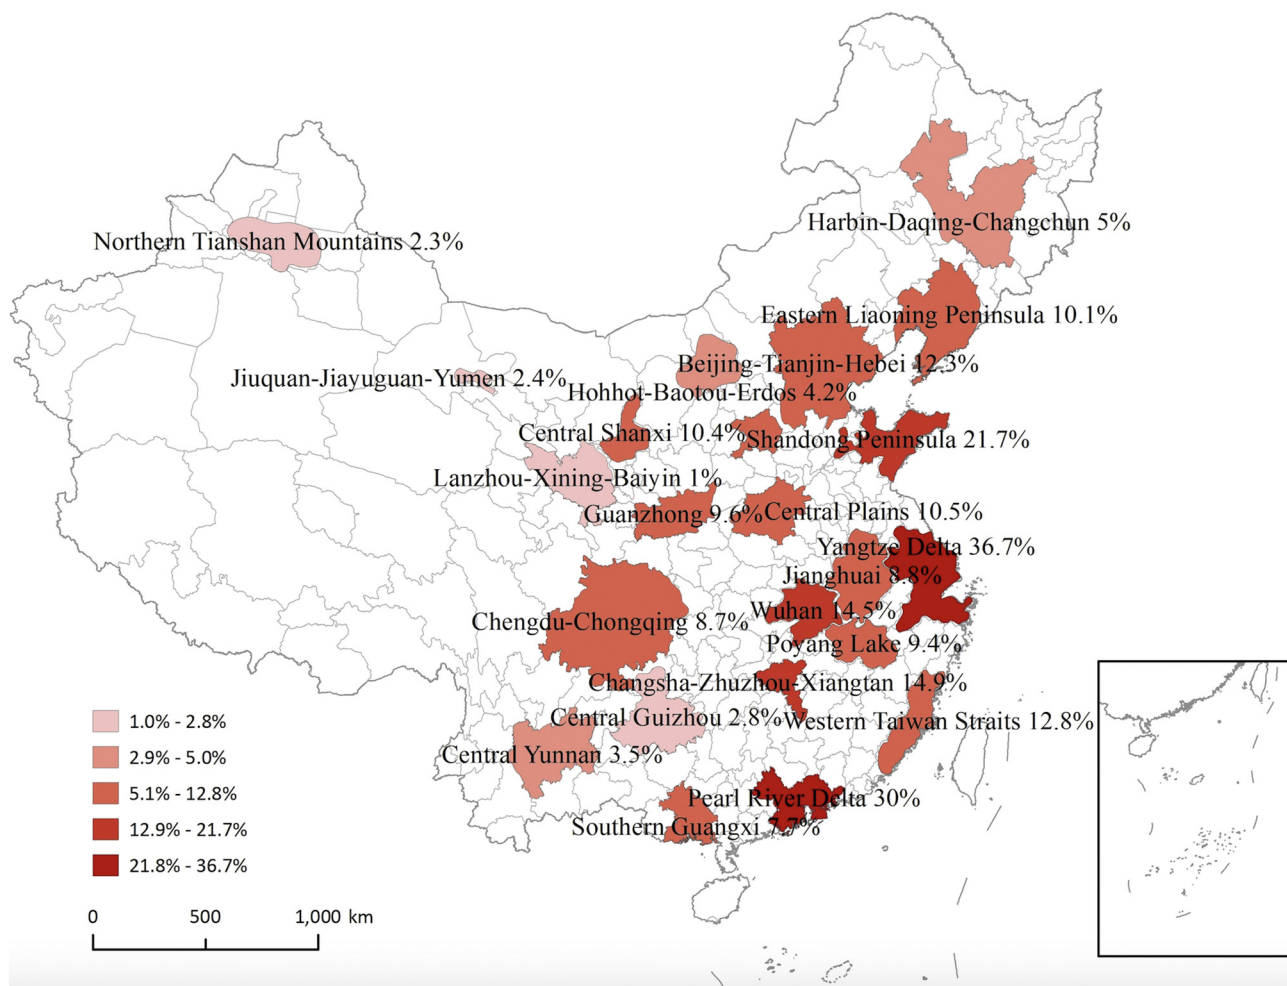 Harbin-Daqing-Changchun 5%
Northern Tianshan Mountains 2.3%
Eastern Liaoning Peninsula 10.1%
Beijing-Tianjin-Hebei 12.3%
Jiuquan-Jiayuguan-Yumen 2.4%
Hohhot-Baotou-Erdos 4.2%
Central Shanxi 10.4%
Shandong Peninsula 21.7%
Lanzhou-Xining-Baiyin 1%
Guanzhong 9.6%
Central Plains 10.5%
Yangtze Delta 36.7%
Jianghuai 8.8%
Wuhan 14.5%
Chengdu-Chongqing 8.7%
Poyang Lake 9.4%
Changsha-Zhuzhou-Xiangtan 14.9%
Central Guizhou 2.8%
Western Taiwan Straits 12.8%
Central Yunnan 3.5%
Pearl River Delta 30%
Southern Guangxi 7.7%
1.0% - 2.8%
2.9% - 5.0%
5.1% - 12.8%
12.9% - 21.7%
21.8% - 36.7%
0 500 1,000 km